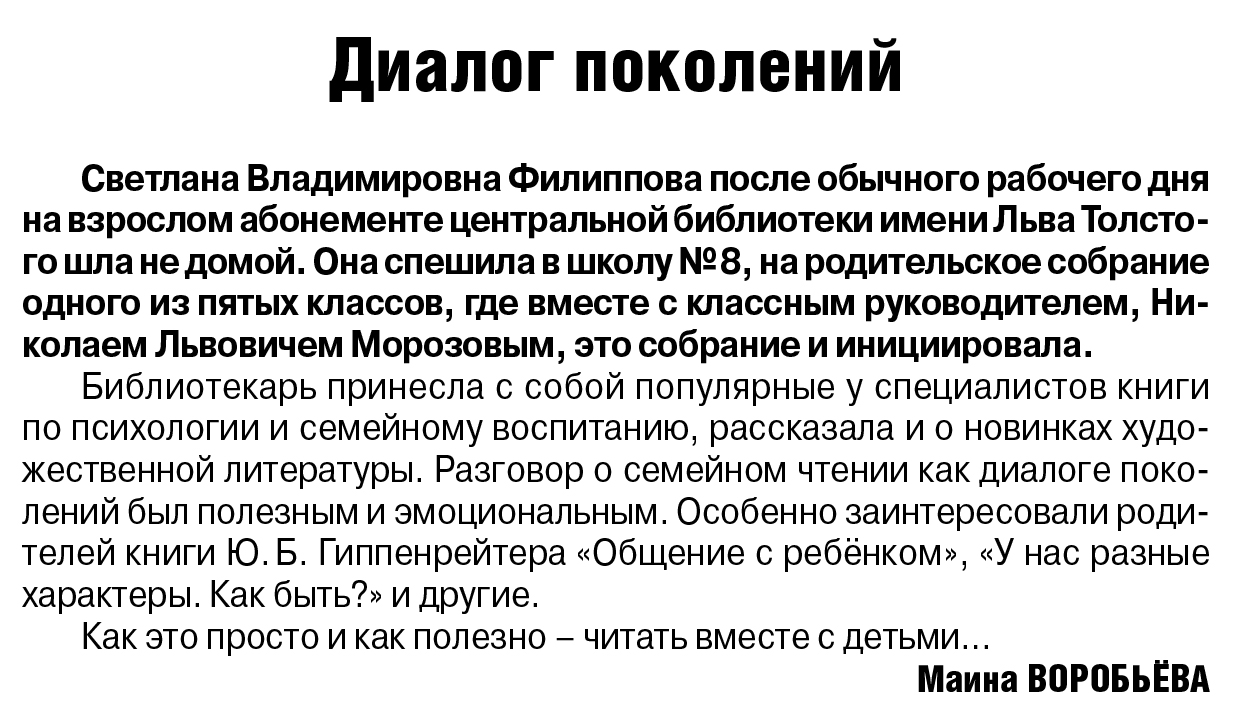 Диалог поколений
Светлана Владимировна Филиппова после обычного рабочего дня
на взрослом абонементе центральной библиотеки имени Льва Толсто-
го шла не домой. Она спешила в школу №8, на родительское собрание
одного из пятых классов, где вместе с классным руководителем, Ни-
колаем Львовичем Морозовым, это собрание и инициировала.
Библиотекарь принесла с собой популярные у специалистов книги
по психологии и семейному воспитанию, рассказала и о новинках худо-
жественной литературы. Разговор о семейном чтении как диалоге поко-
лений был полезным и эмоциональным. Особенно заинтересовали роди-
телей книги Ю. Б. Гиппенрейтера «Общение с ребёнком», «У нас разные
характеры. Как быть?» и другие.
Как это просто и как полезно – читать вместе с детьми...
Маина ВОРОБЬЁВА